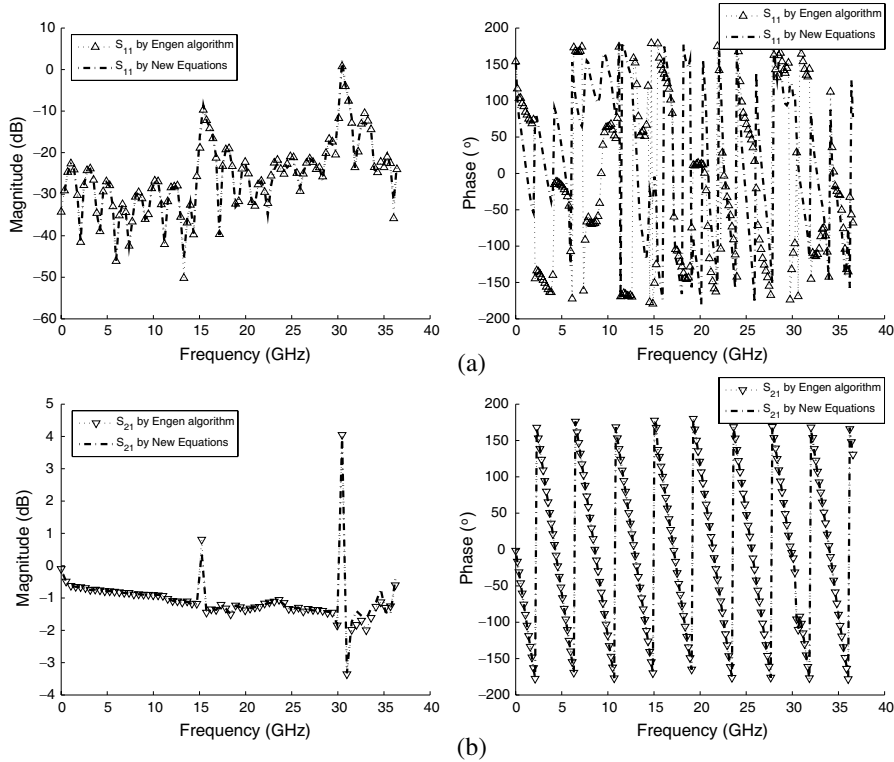 S11 by Engen algorithm
S11 by New Equations
Magnitude (dB)
20
10
0
−10
−20
−30
−40
−50
−60
0 5 10 15 20 25 30 35 40
Frequency (GHz)
S11 by Engen algorithm
S11 by New Equations
Phase (°)
200
150
100
50
0
−50
−100
−150
−200
0 5 10 15 20 25 30 35 40
Frequency (GHz)
(a)
S21 by Engen algorithm
S21 by New Equations
Magnitude (dB)
5
4
3
2
1
0
−1
−2
−3
−4
0 5 10 15 20 25 30 35 40
Frequency (GHz)
S21 by Engen algorithm
S21 by New Equations
Phase (°)
200
150
100
50
0
−50
−100
−150
−200
0 5 10 15 20 25 30 35 40
Frequency (GHz)
(b)